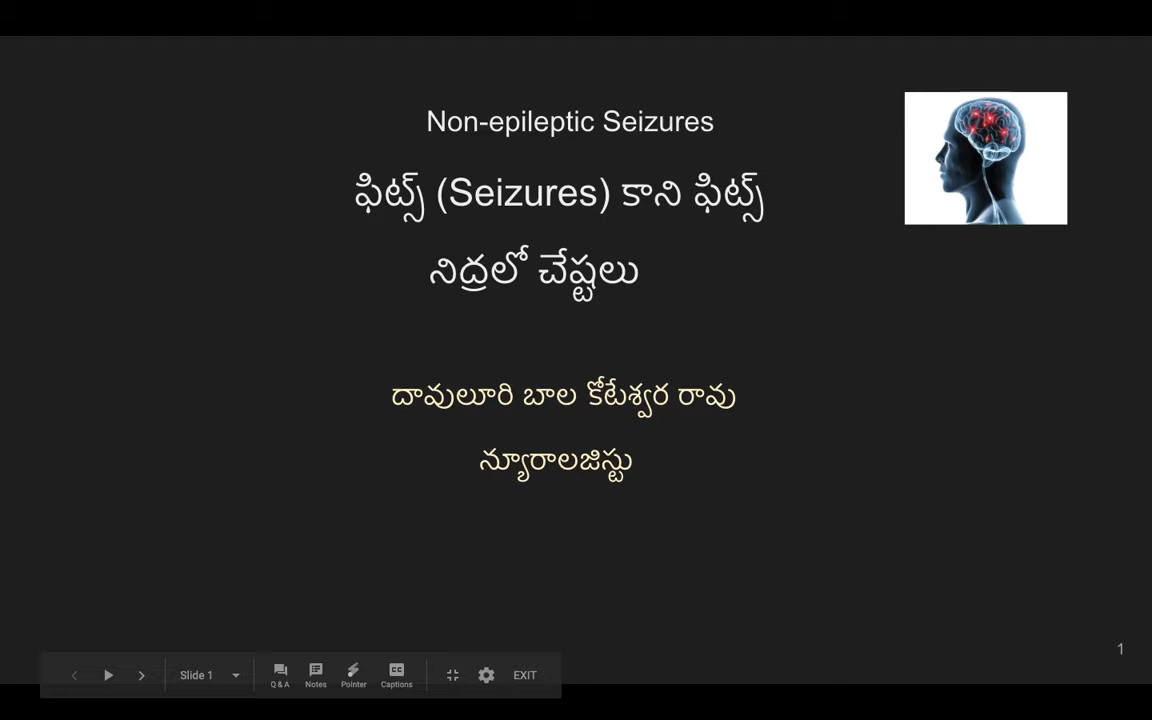 Non-epileptic Seizures
ఫిట్స్ (Seizures) కాని ఫిట్స్
నిద్రలో చేష్టలు
దావులూరి బాల కోటేశ్వర రావు
న్యూరాలజిస్టు
1
Slide 1
Q & A Notes Pointer Captions EXIT